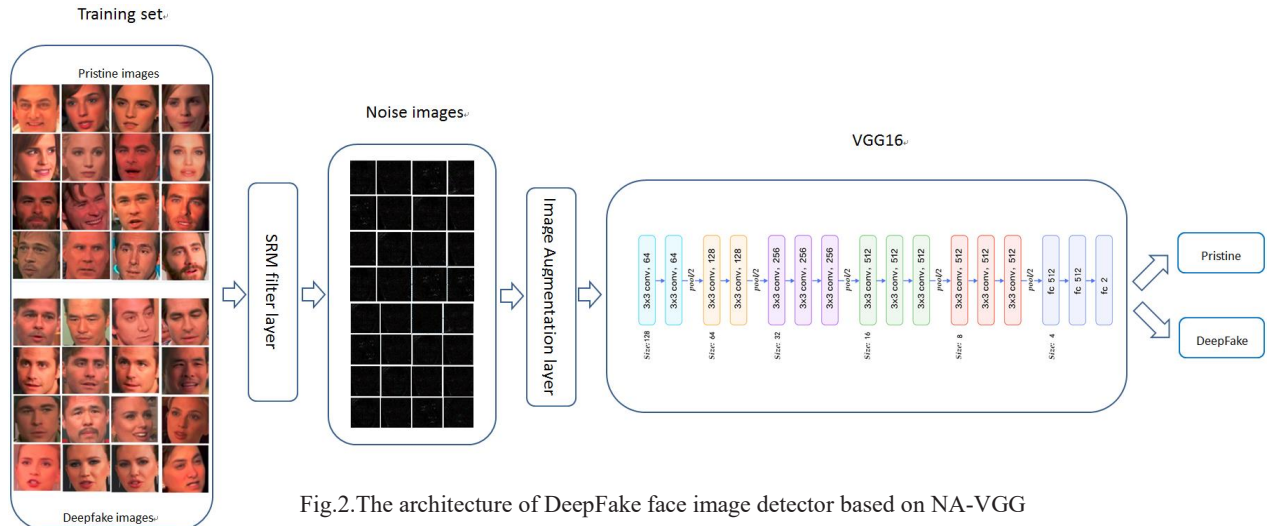 Training set
Pristine images
Deepfake images
SRM filter layer
Noise images
Image Augmentation layer
VGG16
3x3 conv, 64
3x3 conv, 64
pool/2
3x3 conv, 128
3x3 conv, 128
pool/2
3x3 conv, 256
3x3 conv, 256
3x3 conv, 256
pool/2
3x3 conv, 512
3x3 conv, 512
3x3 conv, 512
pool/2
3x3 conv, 512
3x3 conv, 512
3x3 conv, 512
pool/2
fc 512
fc 512
fc 2
Size:128
Size: 64
Size: 32
Size: 16
Size: 8
Size: 4
Pristine
DeepFake
Fig.2.The architecture of DeepFake face image detector based on NA-VGG